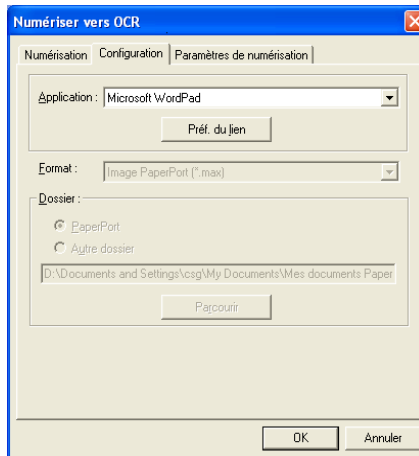 Numériser vers OCR
Numérisation Configuration Paramètres de numérisation
Application : Microsoft WordPad
Préf. du lien
Format : Image PaperPort (*.max)
Dossier :
PaperPort
Autre dossier
D:\Documents and Settings\csg\My Documents\Mes documents Paper
Parcourir
OK Annuler